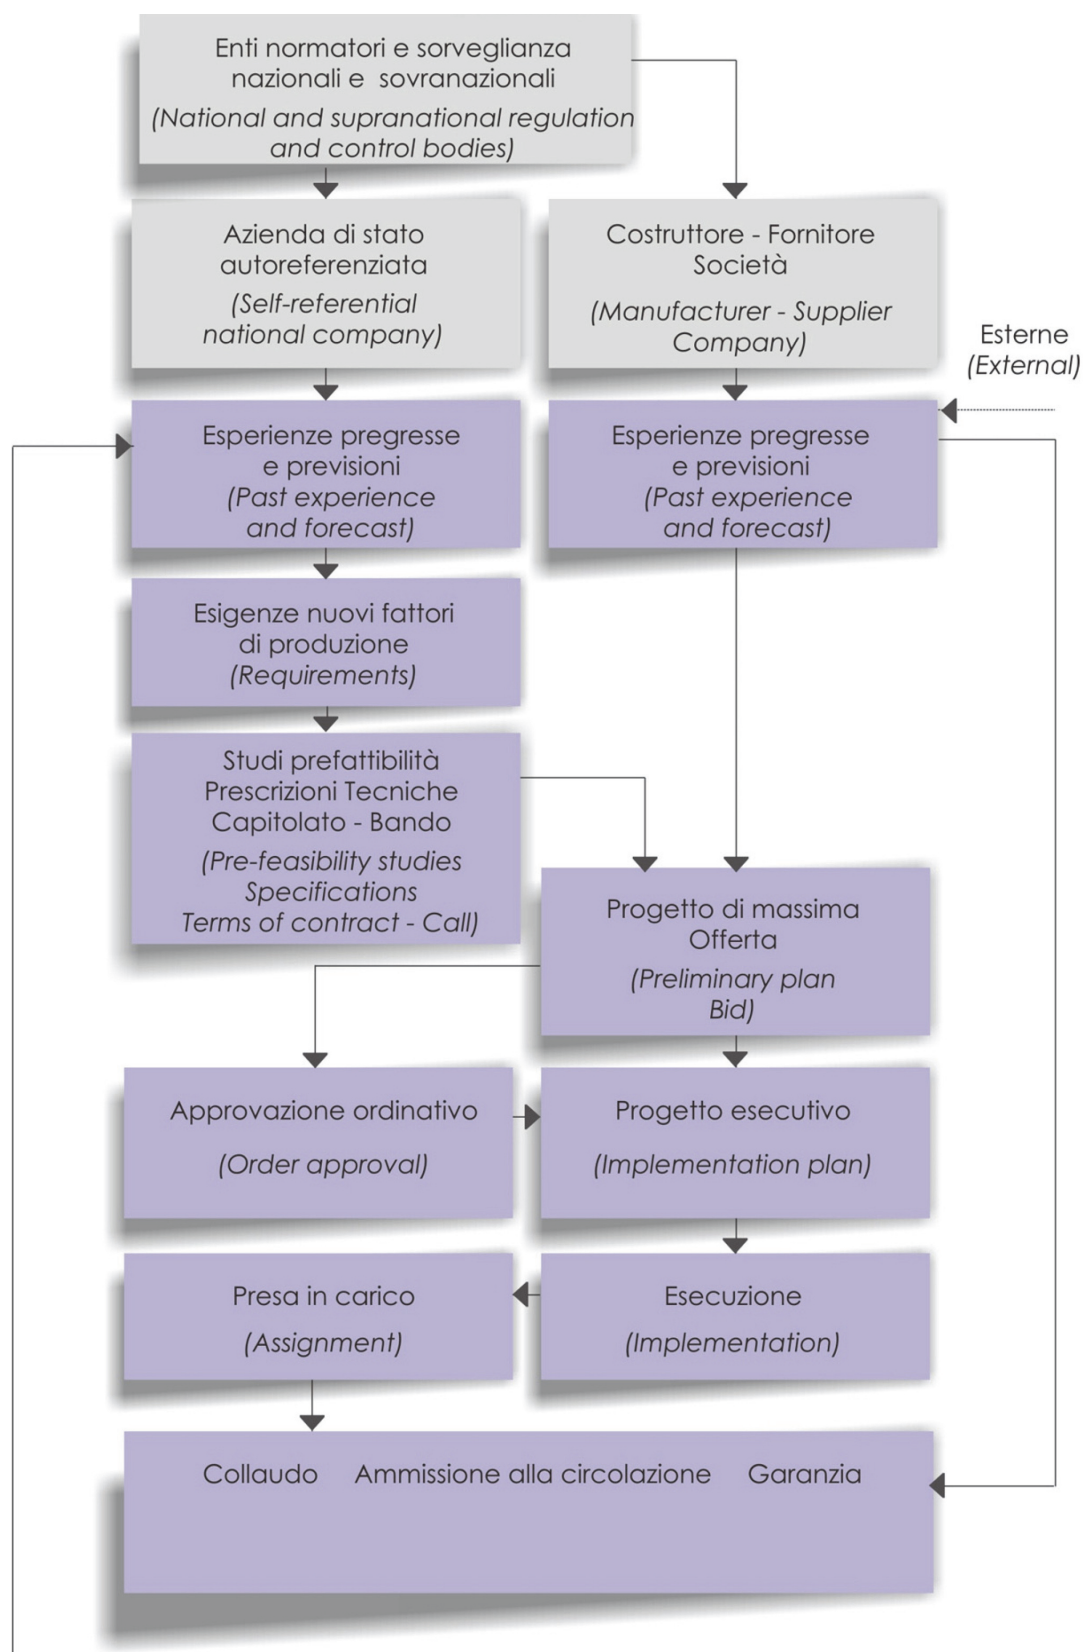 Enti normatori e sorveglianza
nazionali e sovranazionali
(National and supranational regulation
and control bodies)
Azienda di stato
autoreferenziata
(Self-referential
national company)
Costruttore - Fornitore
Società
(Manufacturer - Supplier
Company)
Esterne
(External)
Esperienze pregresse
e previsioni
(Past experience
and forecast)
Esperienze pregresse
e previsioni
(Past experience
and forecast)
Esigenze nuovi fattori
di produzione
(Requirements)
Studi prefattibilità
Prescrizioni Tecniche
Capitolato - Bando
(Pre-feasibility studies
Specifications
Terms of contract - Call)
Progetto di massima
Offerta
(Preliminary plan
Bid)
Approvazione ordinativo
(Order approval)
Progetto esecutivo
(Implementation plan)
Presa in carico
(Assignment)
Esecuzione
(Implementation)
Collaudo Ammissione alla circolazione Garanzia